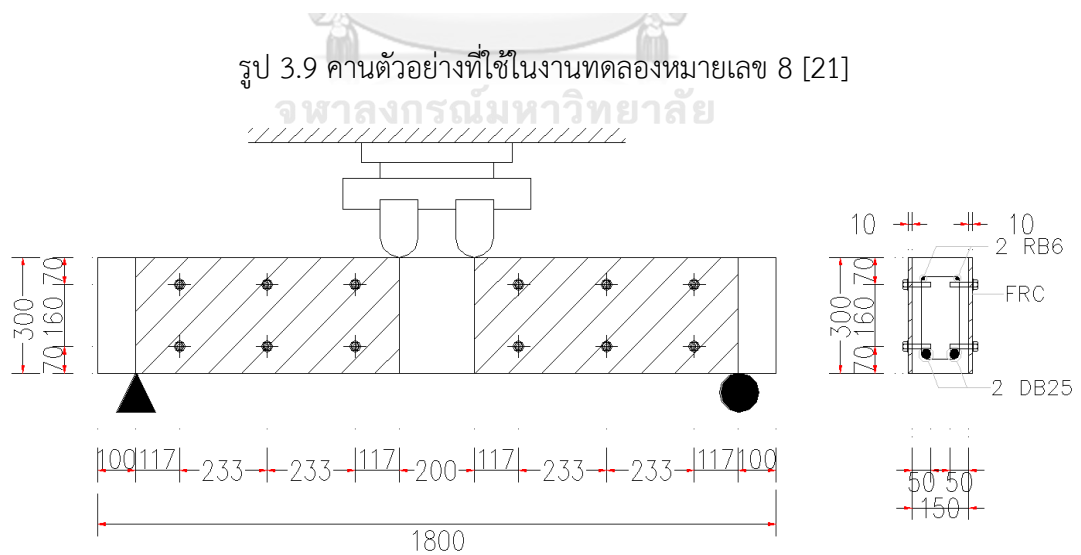 รูป 3.9 คานตัวอย่างที่ใช้ในงานทดลองหมายเลข 8 [21]
จุฬาลงกรณ์มหาวิทยาลัย
10 10
2 RB6
FRC
2 DB25
300 70 160 70
300 70 160 70
100 117 233 233 117 200 117 233 233 117 100
1800
50 50
150